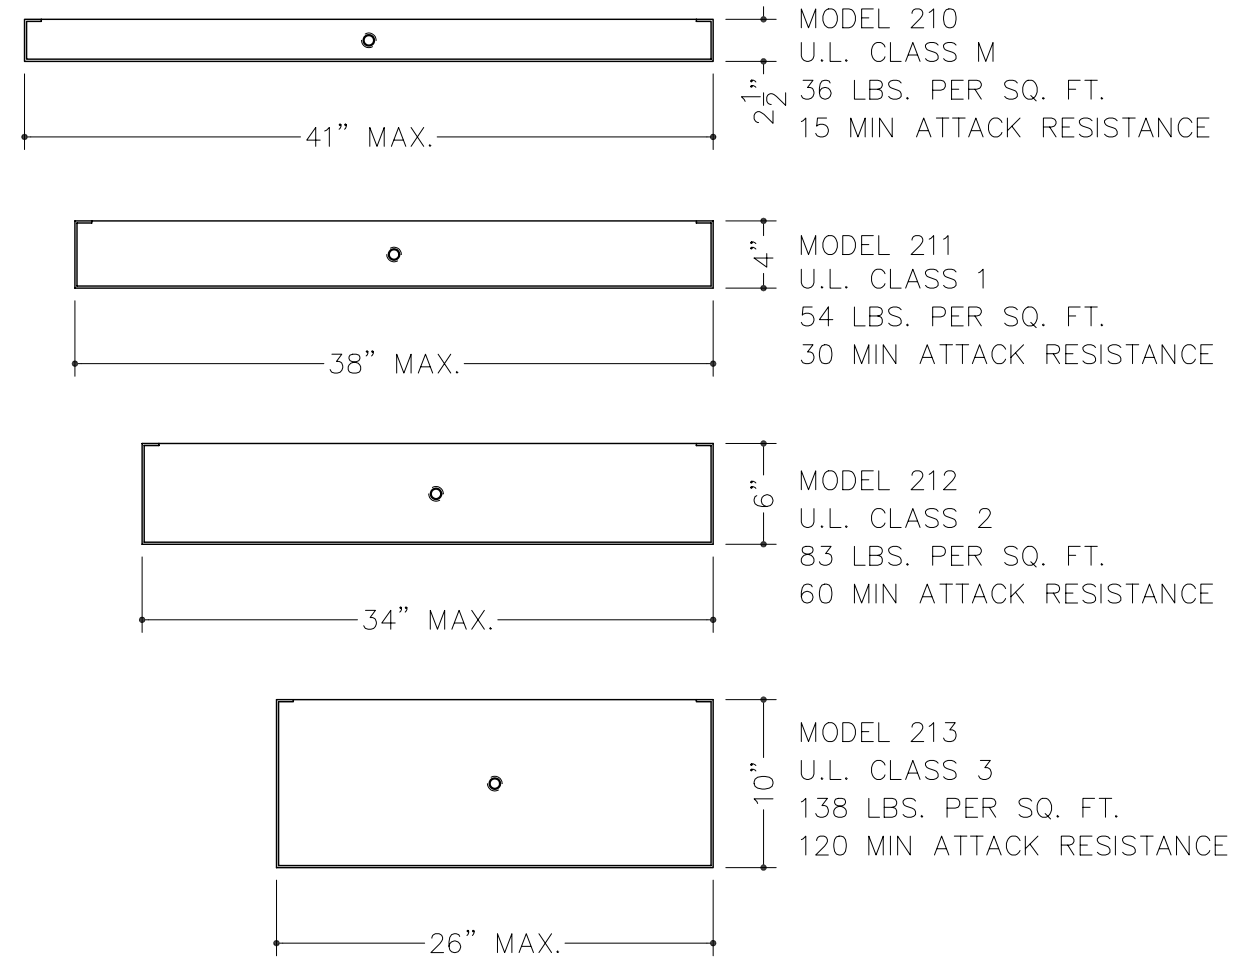 MODEL 210
U.L. CLASS M
36 LBS. PER SQ. FT.
15 MIN ATTACK RESISTANCE
2 1/2”
41” MAX.
MODEL 211
U.L. CLASS 1
54 LBS. PER SQ. FT.
30 MIN ATTACK RESISTANCE
4”
38” MAX.
MODEL 212
U.L. CLASS 2
83 LBS. PER SQ. FT.
60 MIN ATTACK RESISTANCE
6”
34” MAX.
MODEL 213
U.L. CLASS 3
138 LBS. PER SQ. FT.
120 MIN ATTACK RESISTANCE
10”
26” MAX.